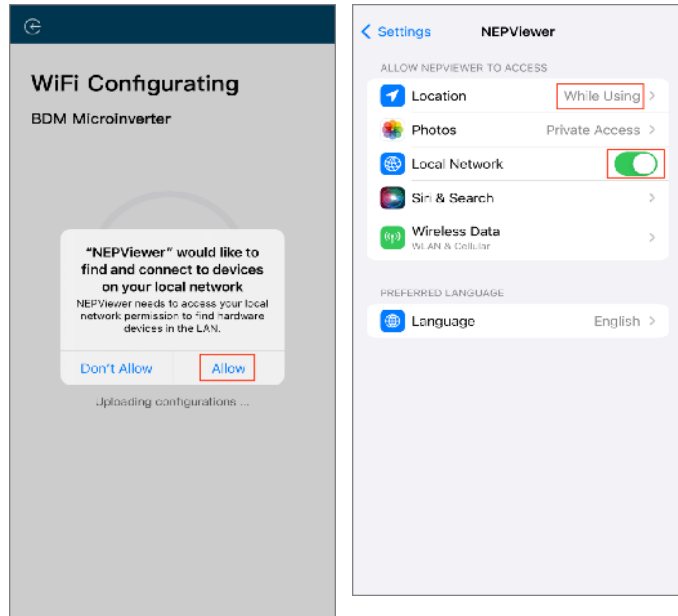 WiFi Configurating
BDM Microinverter
"NEPViewer" would like to
find and connect to devices
on your local network
NEPViewer needs to access your local
network permission to find hardware
devices in the LAN.
Don't Allow
Allow
Uploading configurations ...
Settings
NEPViewer
ALLOW NEPVIEWER TO ACCESS
Location
While Using
Photos
Private Access
Local Network
Siri & Search
Wireless Data
WLAN & Cellular
PREFERRED LANGUAGE
Language
English